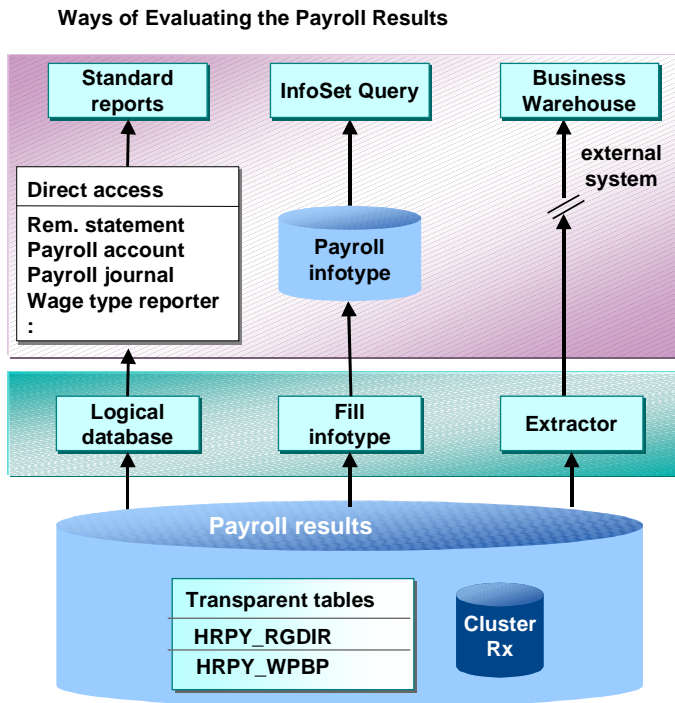 Ways of Evaluating the Payroll Results
Standard
reports
InfoSet Query
Business
Warehouse
external
system
Direct access
Rem. statement
Payroll account
Payroll journal
Wage type reporter
:
Payroll
infotype
Logical
database
Fill
infotype
Extractor
Payroll results
Transparent tables
HRPY_RGDIR
HRPY_WPBP
Cluster
Rx